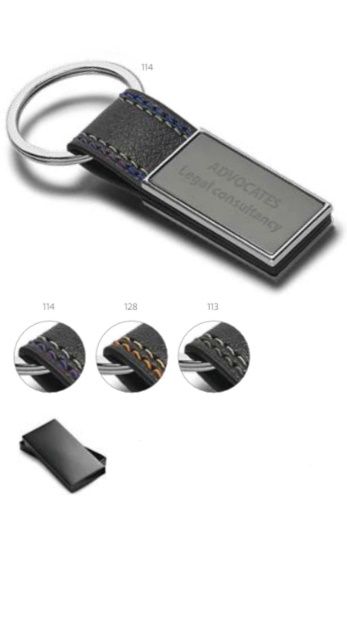 114
ADVOCATES
Legal consultancy
114
128
113